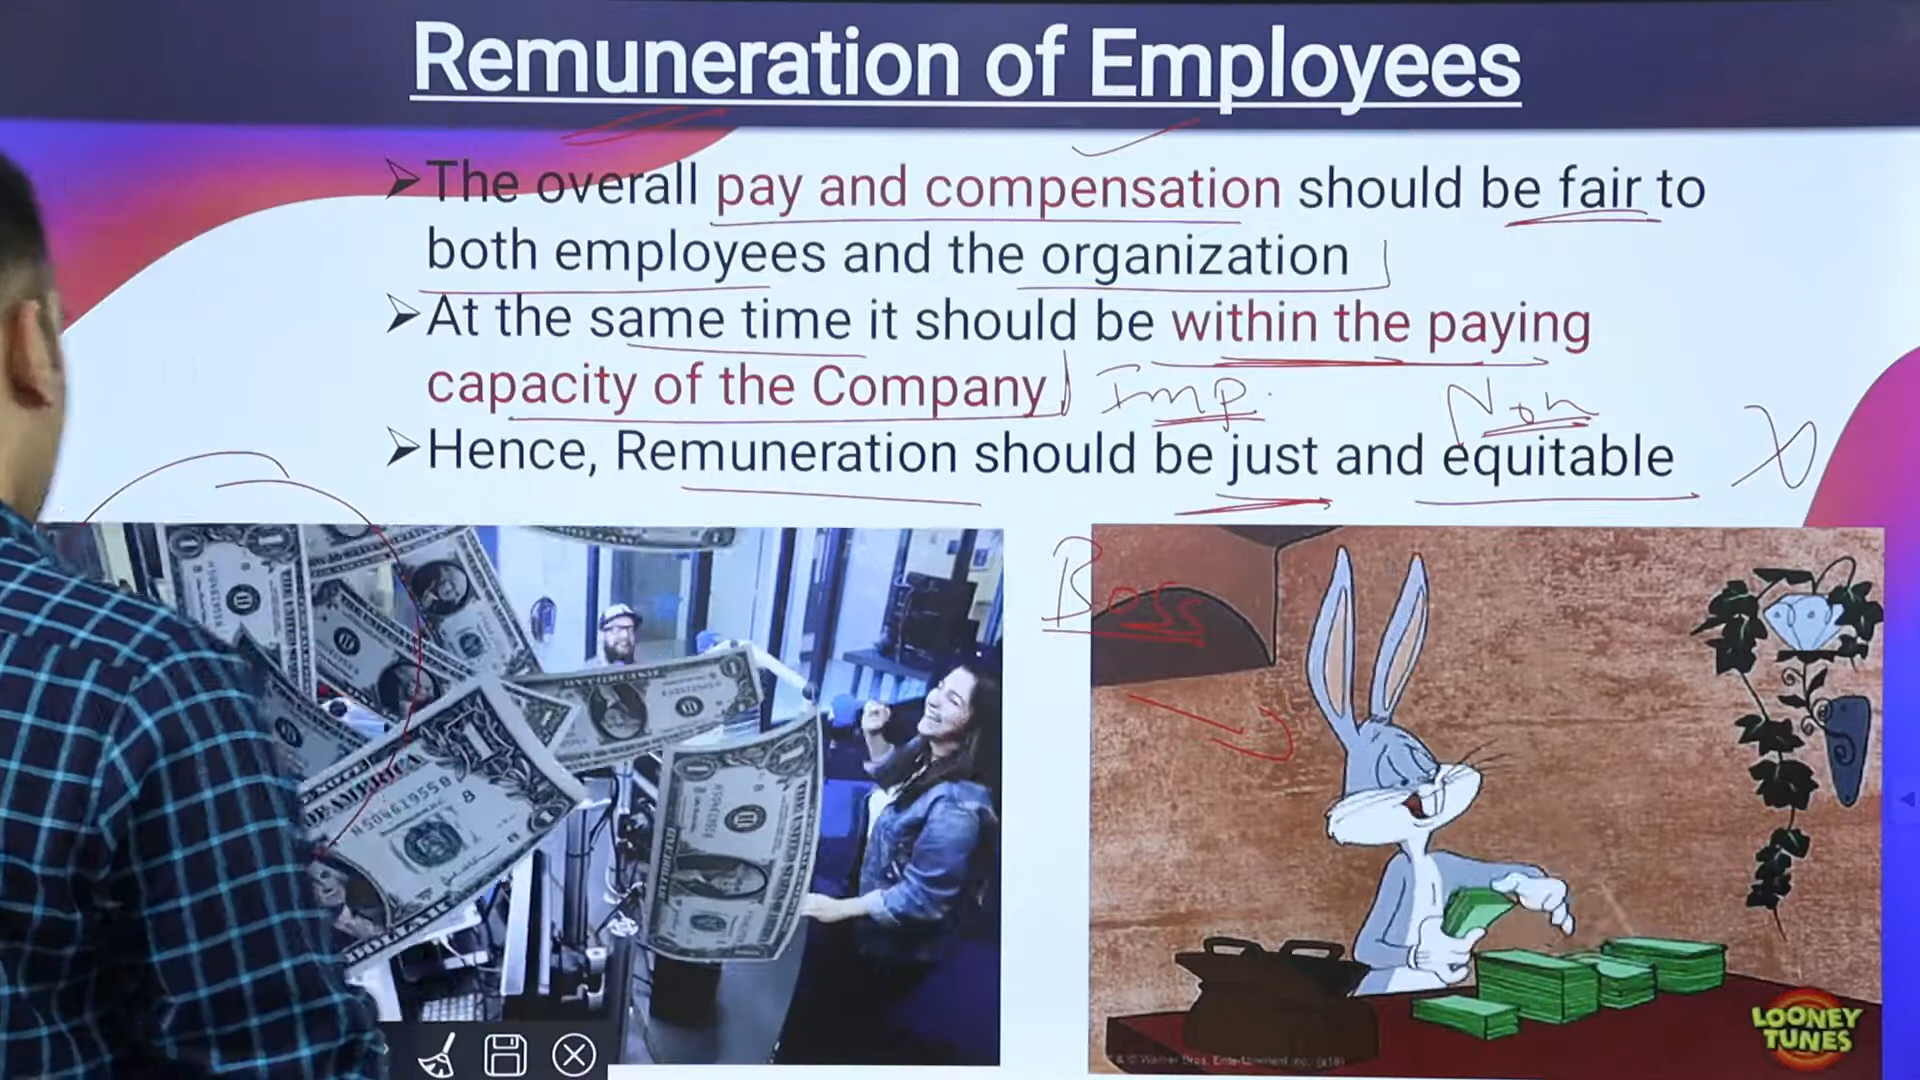 Remuneration of Employees
➢The overall pay and compensation should be fair to
both employees and the organization
➢At the same time it should be within the paying
capacity of the Company Imp. Non
➢Hence, Remuneration should be just and equitable
Boss
LOONEY
TUNES